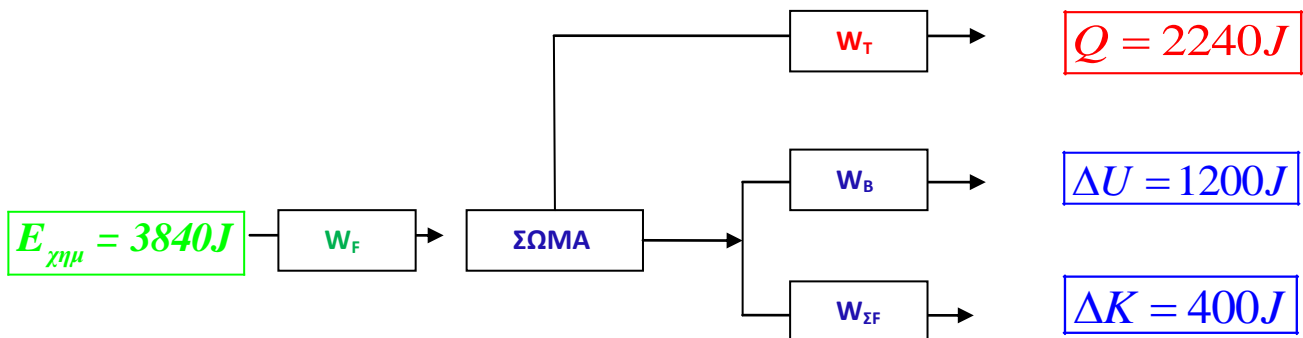 W_T
Q = 2240J
W_B
ΔU = 1200J
E_χημ = 3840J
W_F
ΣΩΜΑ
W_ΣF
ΔK = 400J